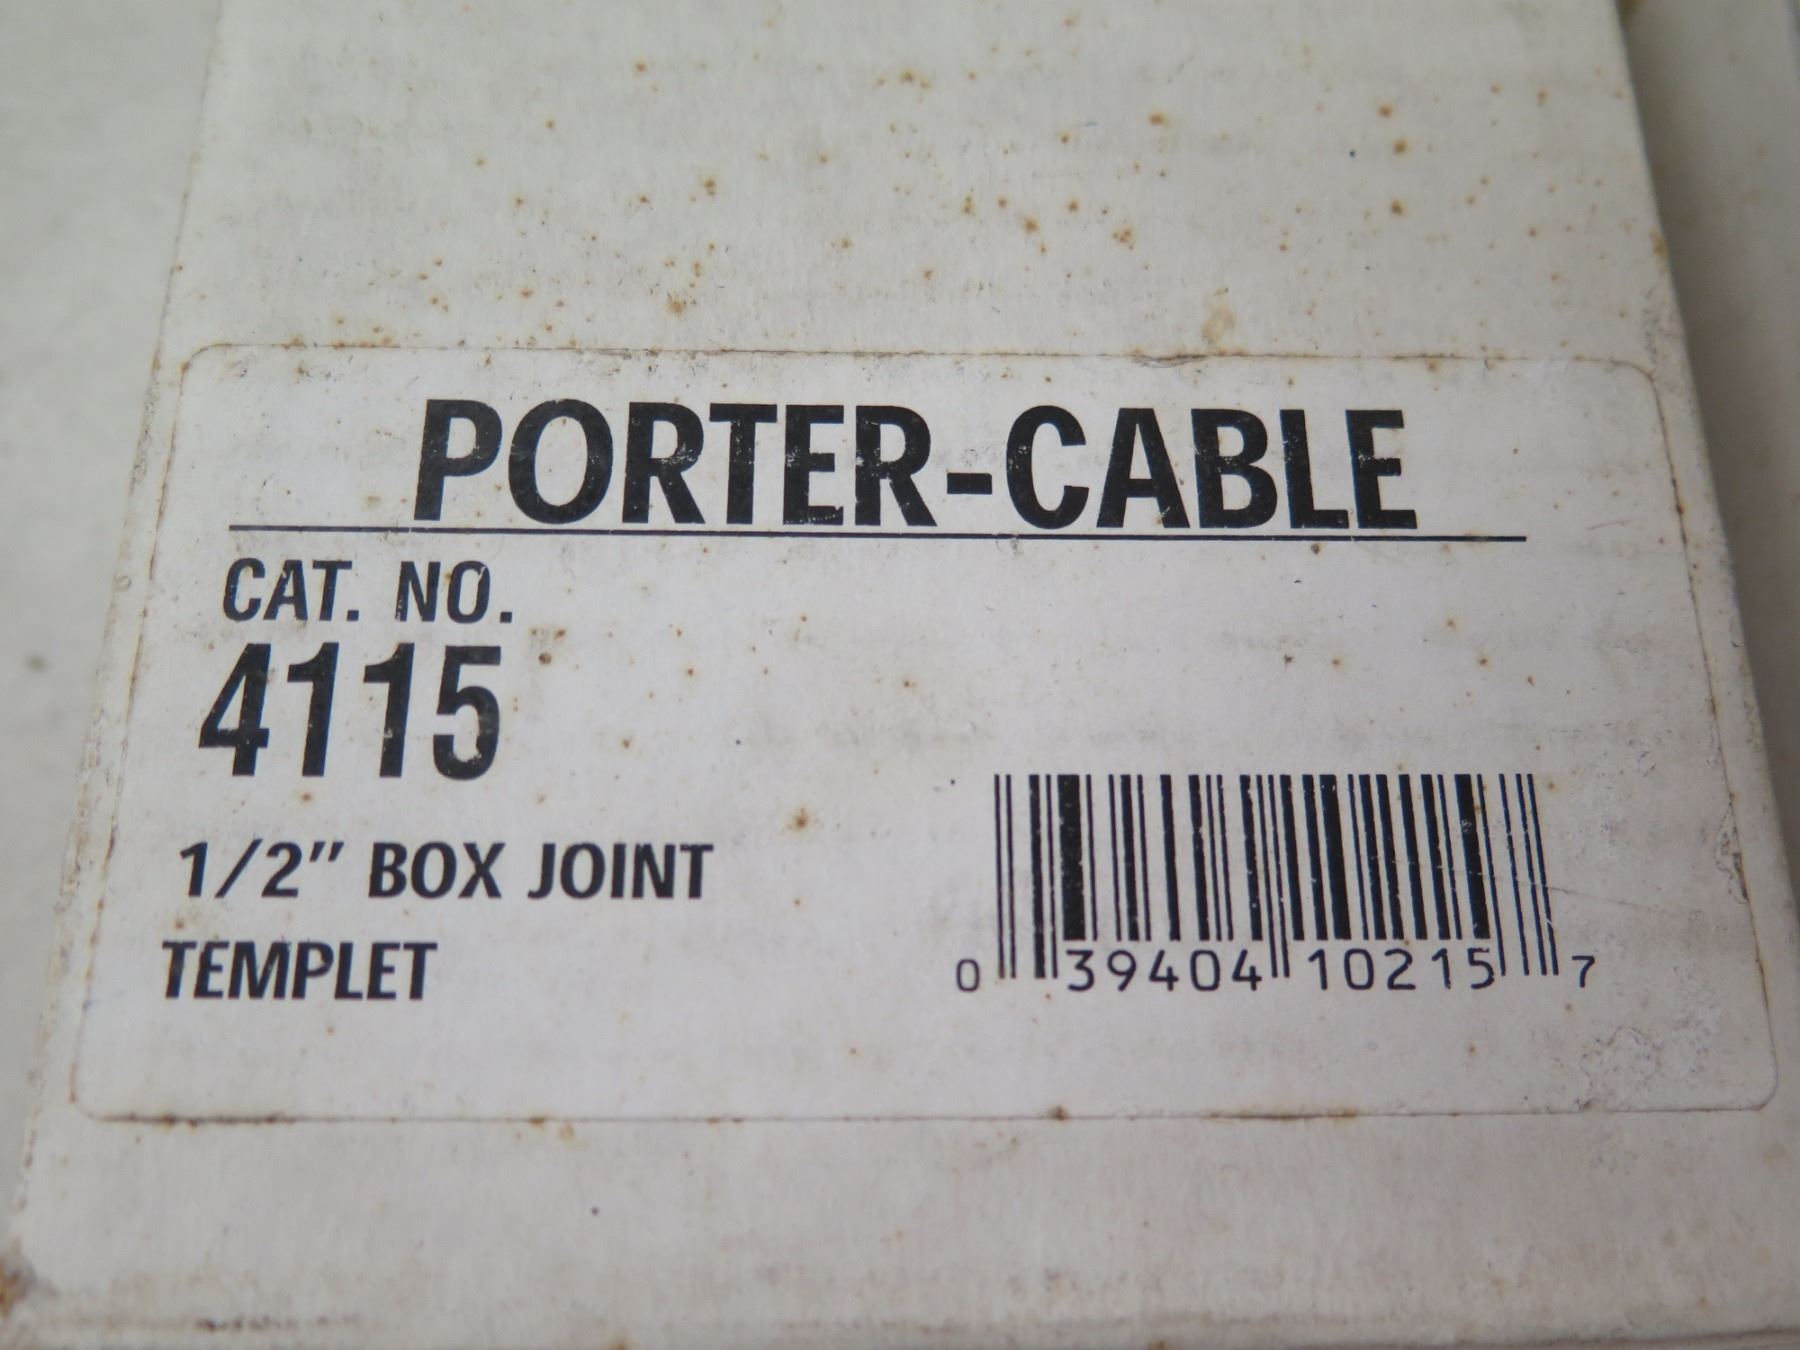 PORTER-CABLE
CAT. NO.
4115
1/2" BOX JOINT
TEMPLET
0 39404 10215 7